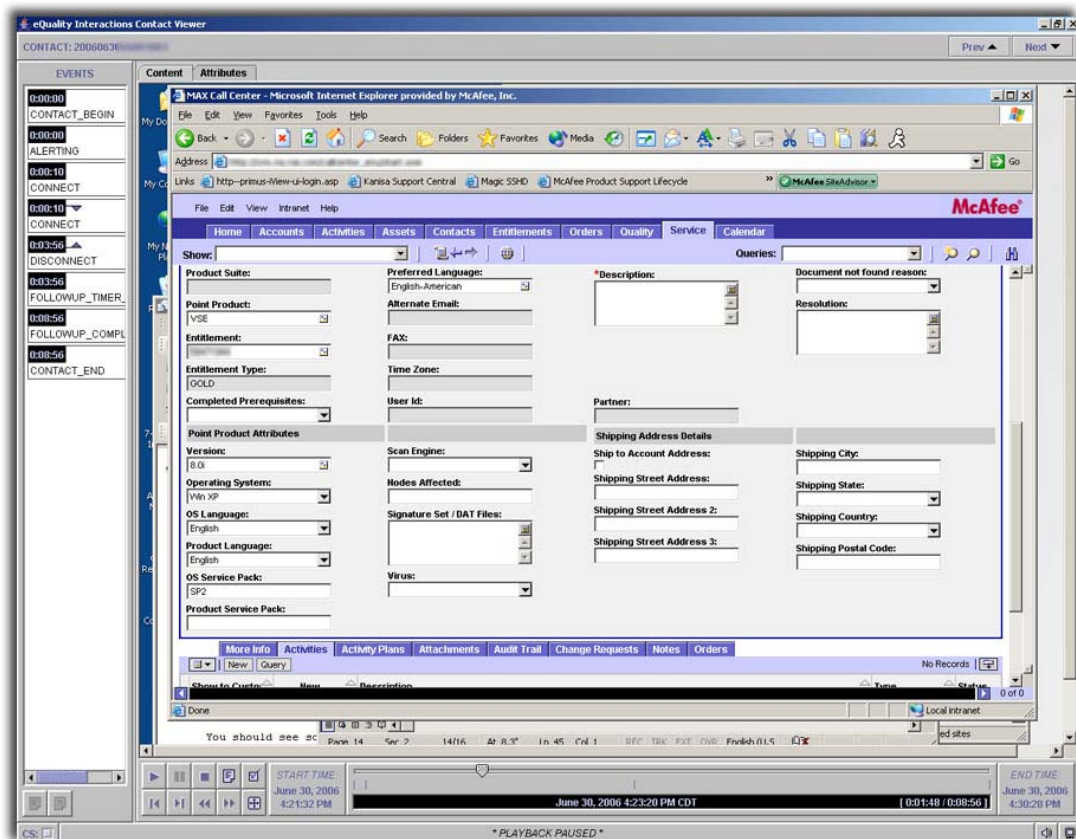 eQuality Interactions Contact Viewer
CONTACT: 20060630
Prev
Next
EVENTS
Content Attributes
0:00:00
CONTACT_BEGIN
0:00:00
ALERTING
0:00:10
CONNECT
0:00:10
CONNECT
0:03:56
DISCONNECT
0:03:56
FOLLOWUP_TIMER_
0:08:56
FOLLOWUP_COMPL
0:08:56
CONTACT_END
MAX Call Center - Microsoft Internet Explorer provided by McAfee, Inc.
File Edit View Favorites Tools Help
Back Search Folders Favorites Media
Address Go
Links http--primus-iView-ui-login.asp Kanisa Support Central Magic SSHD McAfee Product Support Lifecycle » McAfee SiteAdvisor
File Edit View Intranet Help McAfee®
Home Accounts Activities Assets Contacts Entitlements Orders Quality Service Calendar
Show: Queries:
Product Suite: Preferred Language: *Description: Document not found reason:
English-American
Point Product: Alternate Email: Resolution:
VSE
Entitlement: FAX:
Entitlement Type: Time Zone:
GOLD
Completed Prerequisites: User Id: Partner:
Point Product Attributes Shipping Address Details
Version: Scan Engine: Ship to Account Address: Shipping City:
8.0i
Operating System: Nodes Affected: Shipping Street Address: Shipping State:
Win XP
OS Language: Signature Set / DAT Files: Shipping Street Address 2: Shipping Country:
English
Product Language: Shipping Street Address 3: Shipping Postal Code:
English
OS Service Pack: Virus:
SP2
Product Service Pack:
More Info Activities Activity Plans Attachments Audit Trail Change Requests Notes Orders
New Query No Records
Show to Custo New Description Type Status
0 of 0
Done Local intranet
You should see sc Page 14 Sec 2 14/16 At 8.3" Ln 45 Col 1 REC TRK EXT OVR English (U.S ed sites
START TIME: END TIME:
June 30, 2006 June 30, 2006
4:21:32 PM June 30, 2006 4:23:20 PM CDT [ 0:01:48 / 0:08:56 ] 4:30:28 PM
CS: * PLAYBACK PAUSED *